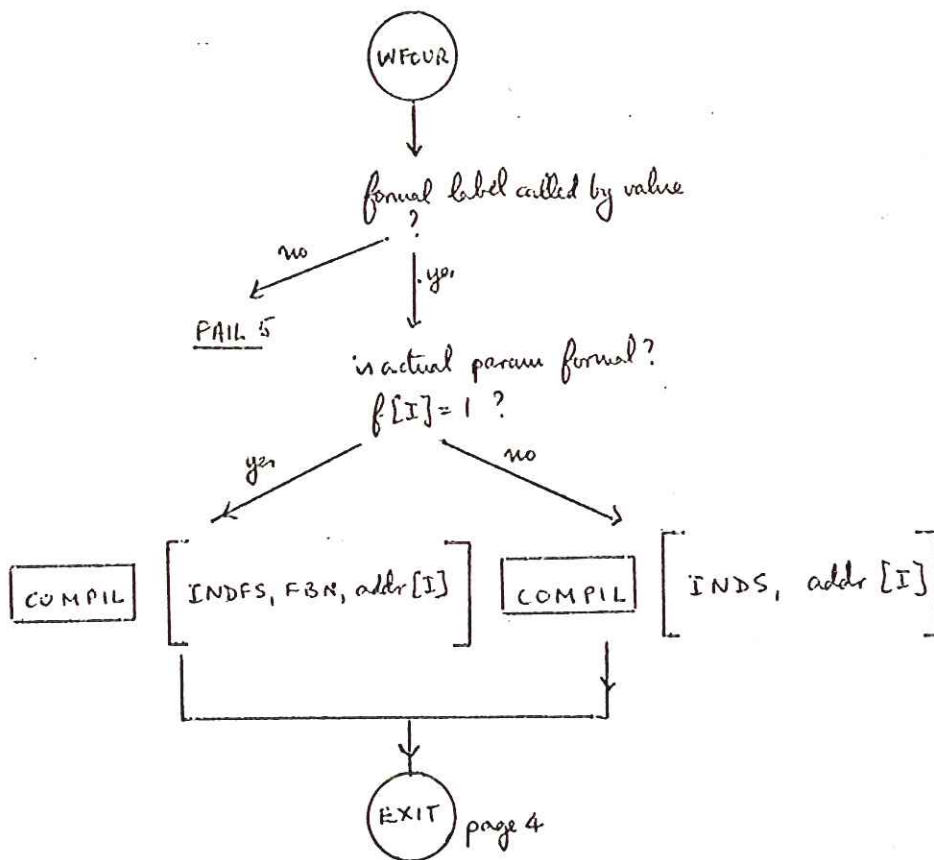 WFCUR
formal label called by value
?
no
yes
FAIL 5
is actual param formal?
f[I] = 1 ?
yes
no
COMPIL
INDFS, FBN, addr [I]
COMPIL
INDS, addr [I]
EXIT
page 4